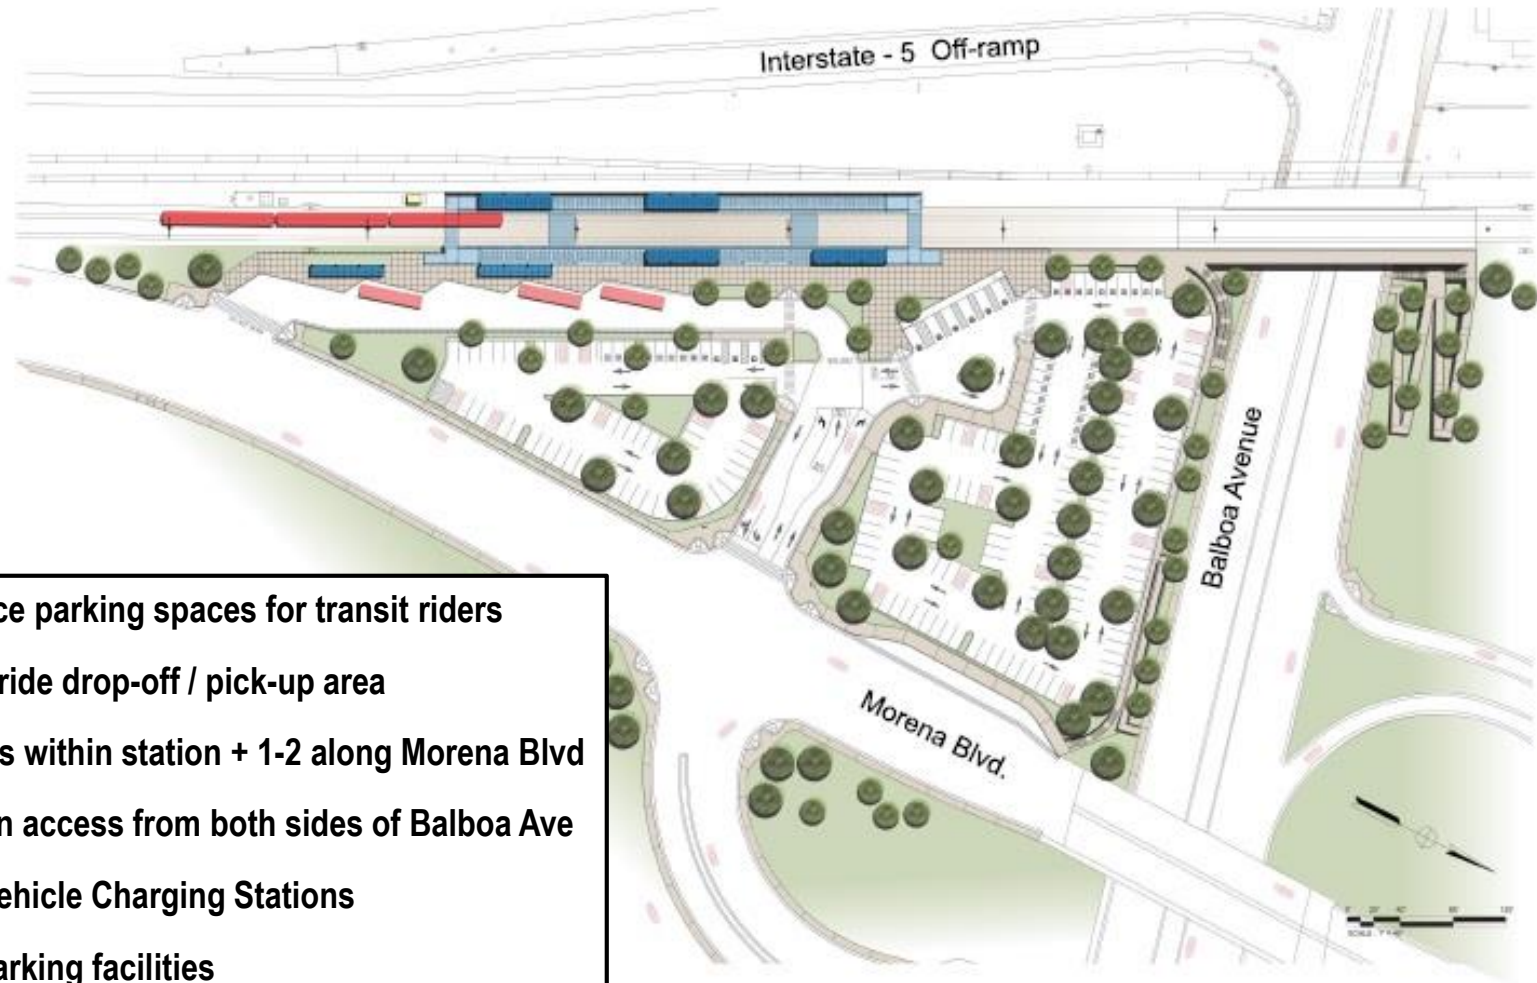 Interstate - 5 Off-ramp
Balboa Avenue
Morena Blvd.
ce parking spaces for transit riders
ride drop-off / pick-up area
s within station + 1-2 along Morena Blvd
n access from both sides of Balboa Ave
ehicle Charging Stations
arking facilities